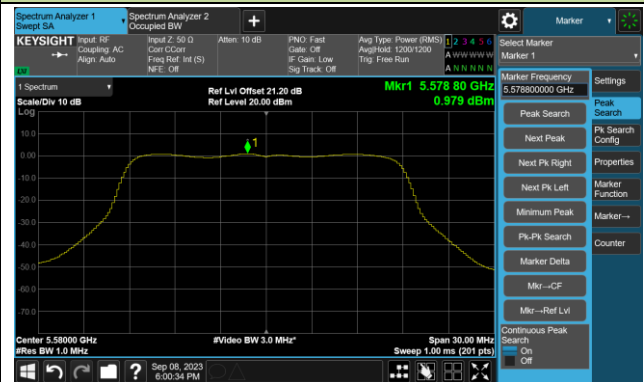 Spectrum Analyzer 1
Swept SA
Spectrum Analyzer 2
Occupied BW
+
Marker
KEYSIGHT
Input: RF
Coupling: AC
Align: Auto
Input Z: 50 Ω
Corr CCorr
Freq Ref: Int (S)
NFE: Off
Atten: 10 dB
PNO: Fast
Gate: Off
IF Gain: Low
Sig Track: Off
Avg Type: Power (RMS)
Avg|Hold: 1200/1200
Trig: Free Run
1 2 3 4 5 6
A W W W W W
A N N N N N
Select Marker
Marker 1
1 Spectrum
Scale/Div 10 dB
Log
Ref Lvl Offset 21.20 dB
Ref Level 20.00 dBm
Mkr1 5.578 80 GHz
0.979 dBm
10.0
0.00
-10.0
-20.0
-30.0
-40.0
-50.0
-60.0
-70.0
1
Center 5.58000 GHz
#Res BW 1.0 MHz
#Video BW 3.0 MHz*
Span 30.00 MHz
Sweep 1.00 ms (201 pts)
Marker Frequency
5.578800000 GHz
Peak Search
Next Peak
Next Pk Right
Next Pk Left
Minimum Peak
Pk-Pk Search
Marker Delta
Mkr→CF
Mkr→Ref Lvl
Continuous Peak
Search
On
Off
Settings
Peak
Search
Pk Search
Config
Properties
Marker
Function
Marker→
Counter
?
Sep 08, 2023
6:00:34 PM